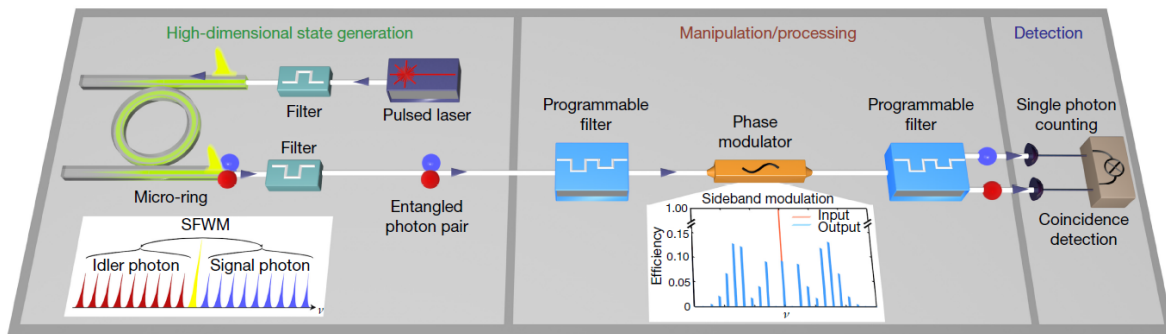 High-dimensional state generation
Manipulation/processing
Detection
Filter
Pulsed laser
Filter
Micro-ring
Entangled
photon pair
Programmable
filter
Phase
modulator
Programmable
filter
Single photon
counting
Coincidence
detection
SFWM
Idler photon
Signal photon
ν
Sideband modulation
1.00
Input
Output
0.15
0.10
0.05
0
Efficiency
ν